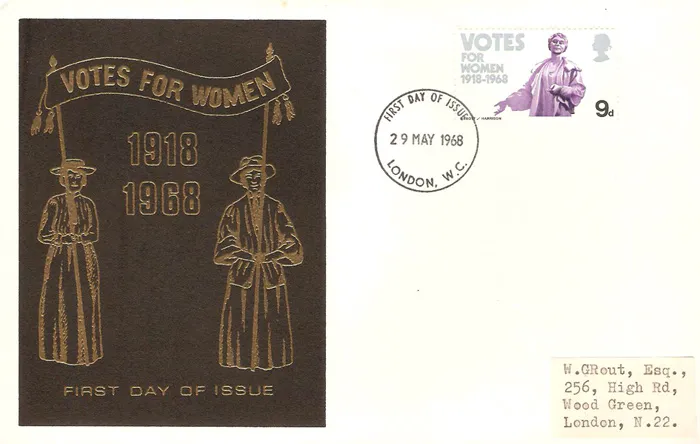 VOTES FOR WOMEN
1918
1968
FIRST DAY OF ISSUE
VOTES
FOR
WOMEN
1918-1968
9d
FIRST DAY OF ISSUE
29 MAY 1968
LONDON, W.C.
W.GRout, Esq.,
256, High Rd,
Wood Green,
London, N.22.